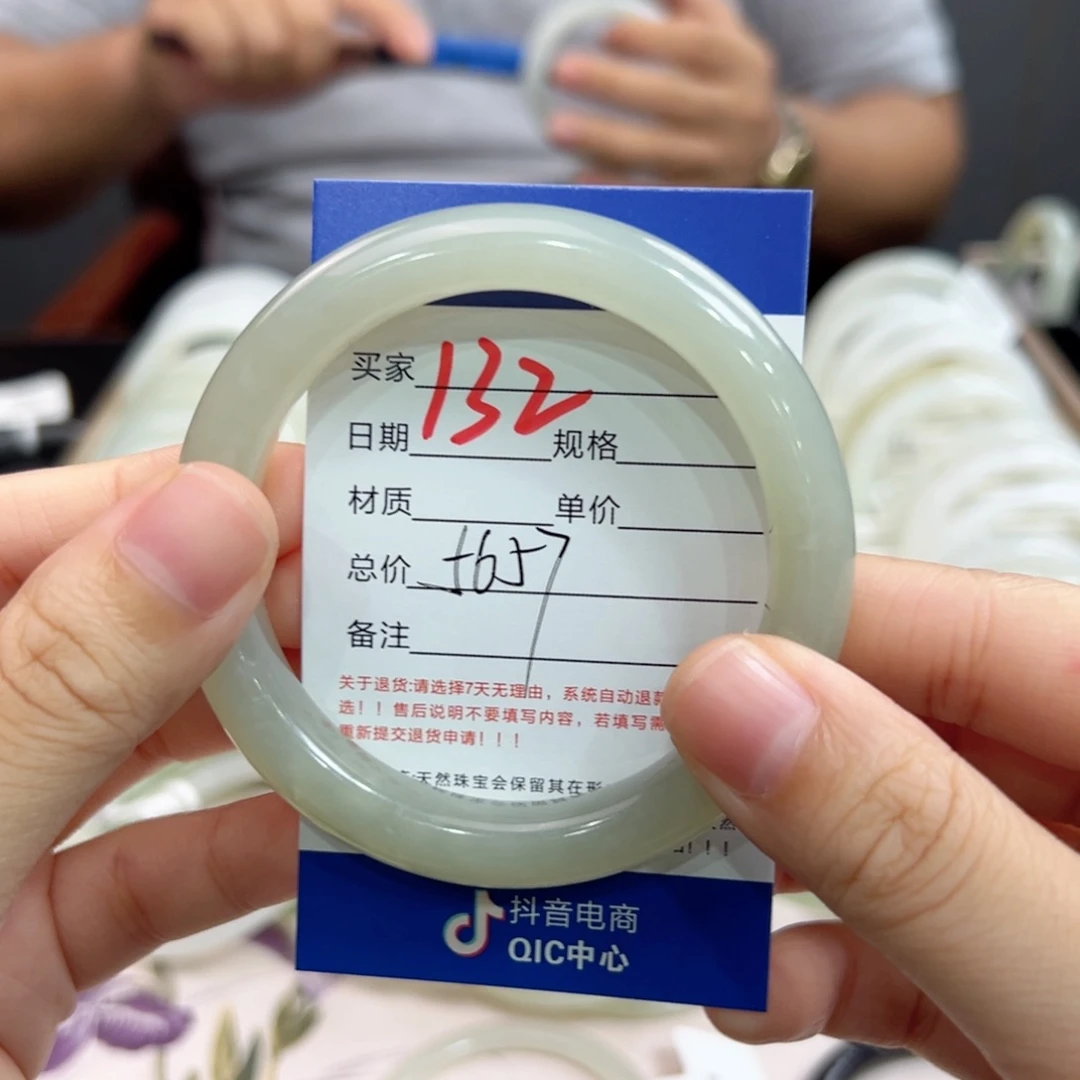 买家 132
日期 规格
材质 单价
总价
备注
关于退货:请选择7天无理由，系统自动退款
选！！售后说明不要填写内容，若填写需
重新提交退货申请！！！
天然珠宝会保留其在形
！！！
抖音电商
QIC中心